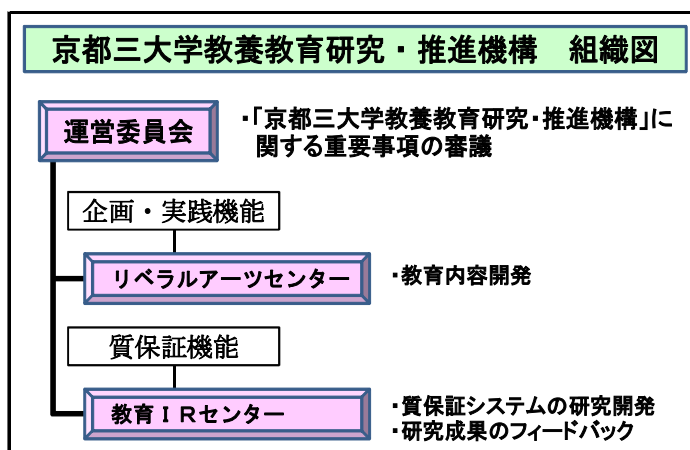 京都三大学教養教育研究・推進機構　組織図
運営委員会
・「京都三大学教養教育研究・推進機構」に
関する重要事項の審議
企画・実践機能
リベラルアーツセンター
・教育内容開発
質保証機能
教育ＩＲセンター
・質保証システムの研究開発
・研究成果のフィードバック